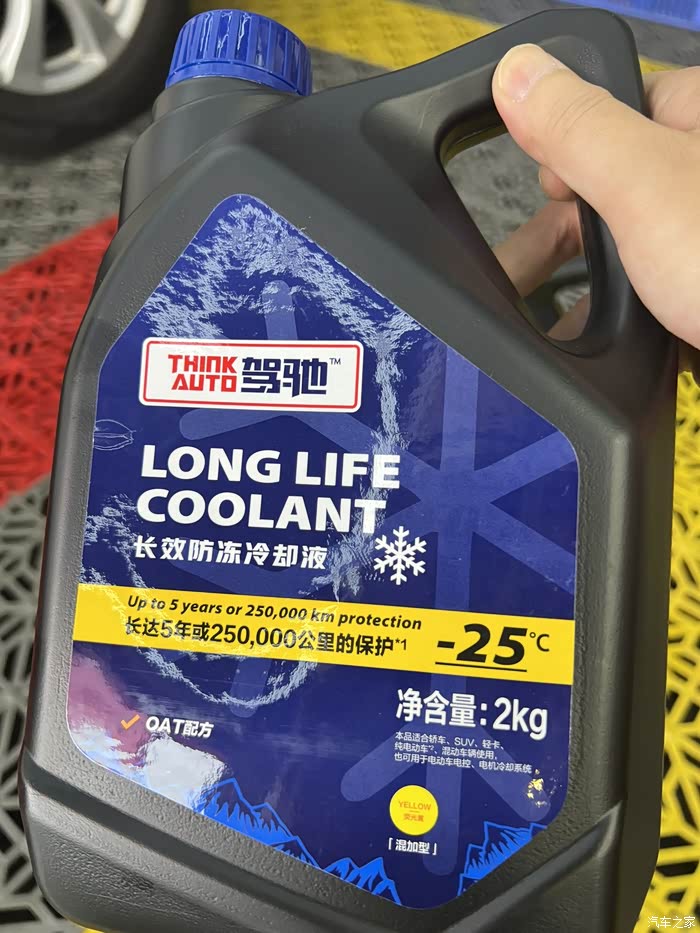 THINK AUTO 驾驰™
LONG LIFE
COOLANT
长效防冻冷却液
Up to 5 years or 250,000 km protection
长达5年或250,000公里的保护*1
-25℃
净含量:2kg
OAT配方
本品适合轿车、SUV、轻卡、
纯电动车*2、混动车辆使用，
也可用于电动车电控、电机冷却系统
YELLOW
荧光黄
「混加型」
汽车之家